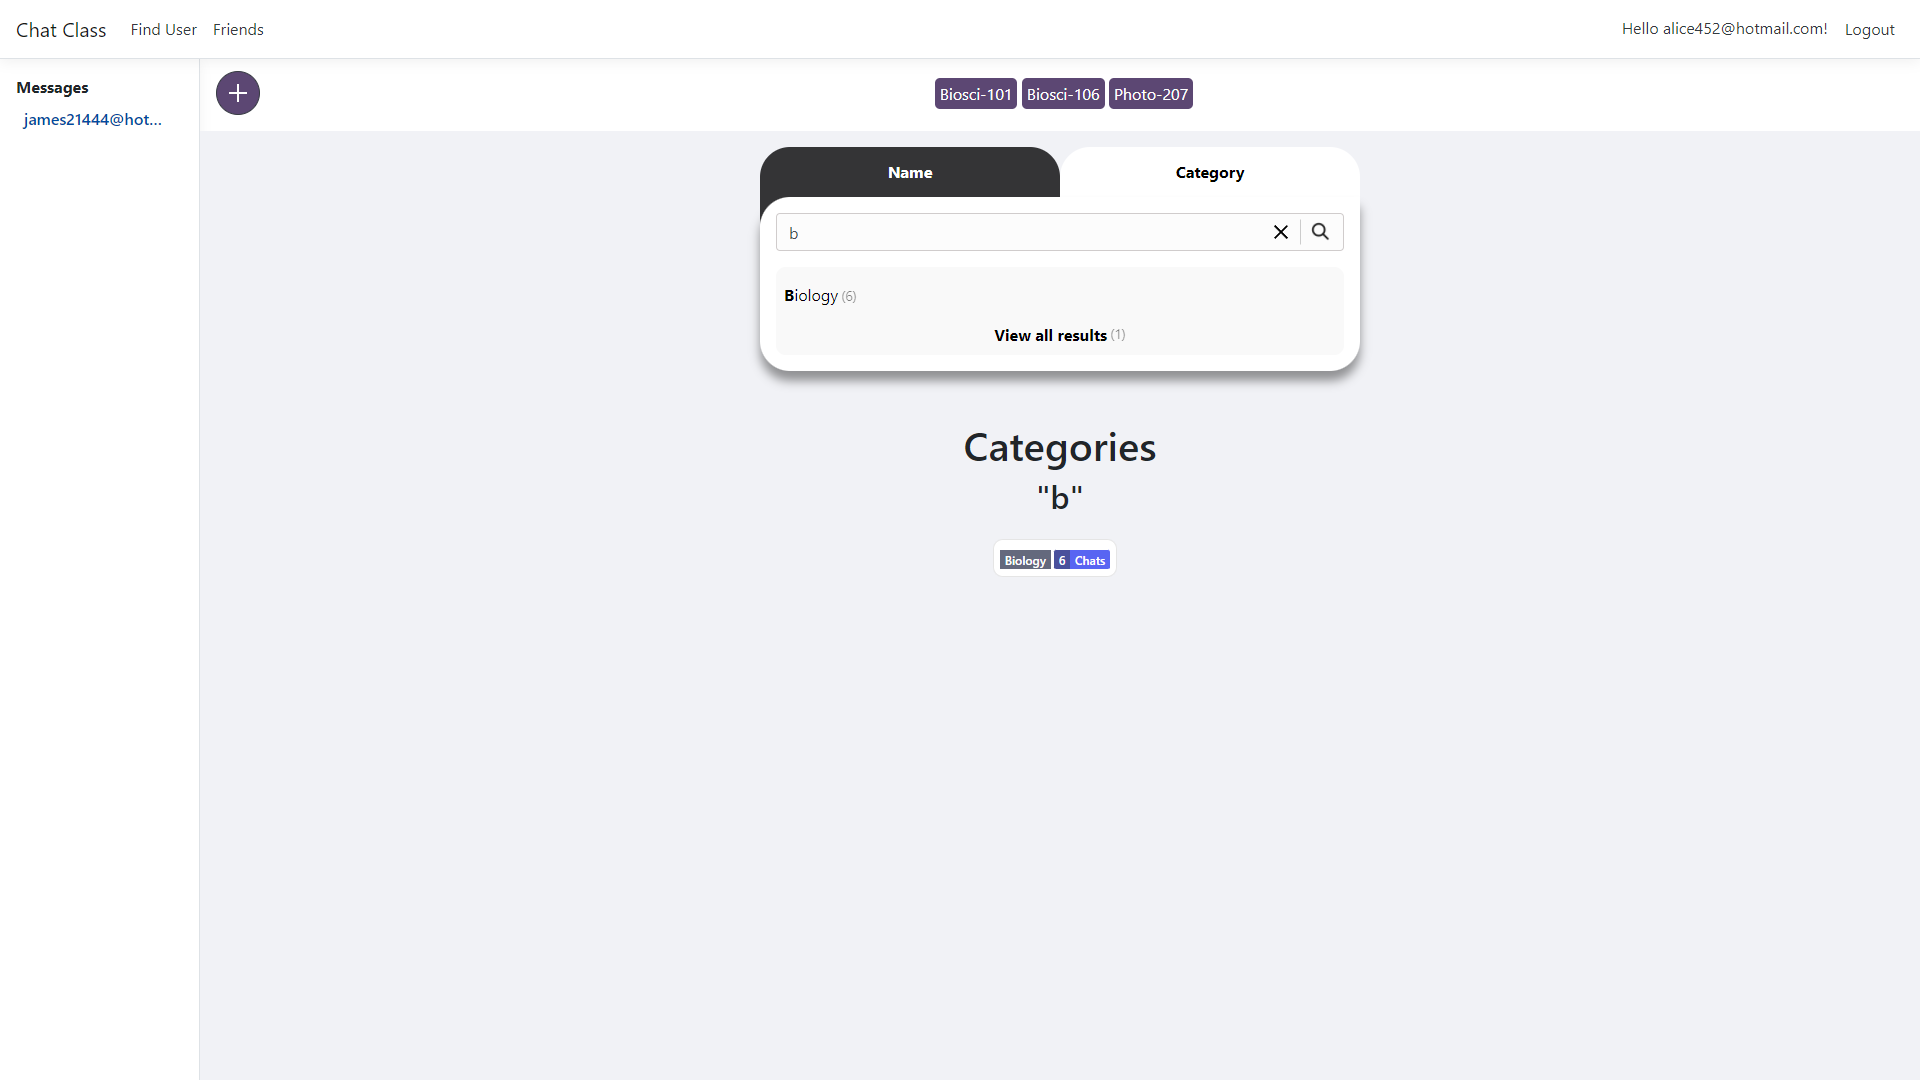 Chat Class Find User Friends Hello alice452@hotmail.com! Logout
Messages
james21444@hot...
Biosci-101 Biosci-106 Photo-207
Name Category
b
Biology (6)
View all results (1)
Categories
"b"
Biology 6 Chats